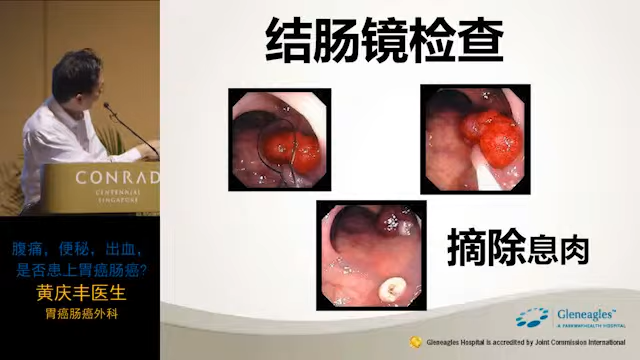 结肠镜检查
CONRAD
CENTENNIAL
SINGAPORE
腹痛，便秘，出血，
是否患上胃癌肠癌?
黄庆丰医生
胃癌肠癌外科
摘除息肉
Gleneagles™
A PARKWAYHEALTH HOSPITAL
Gleneagles Hospital is accredited by Joint Commission International